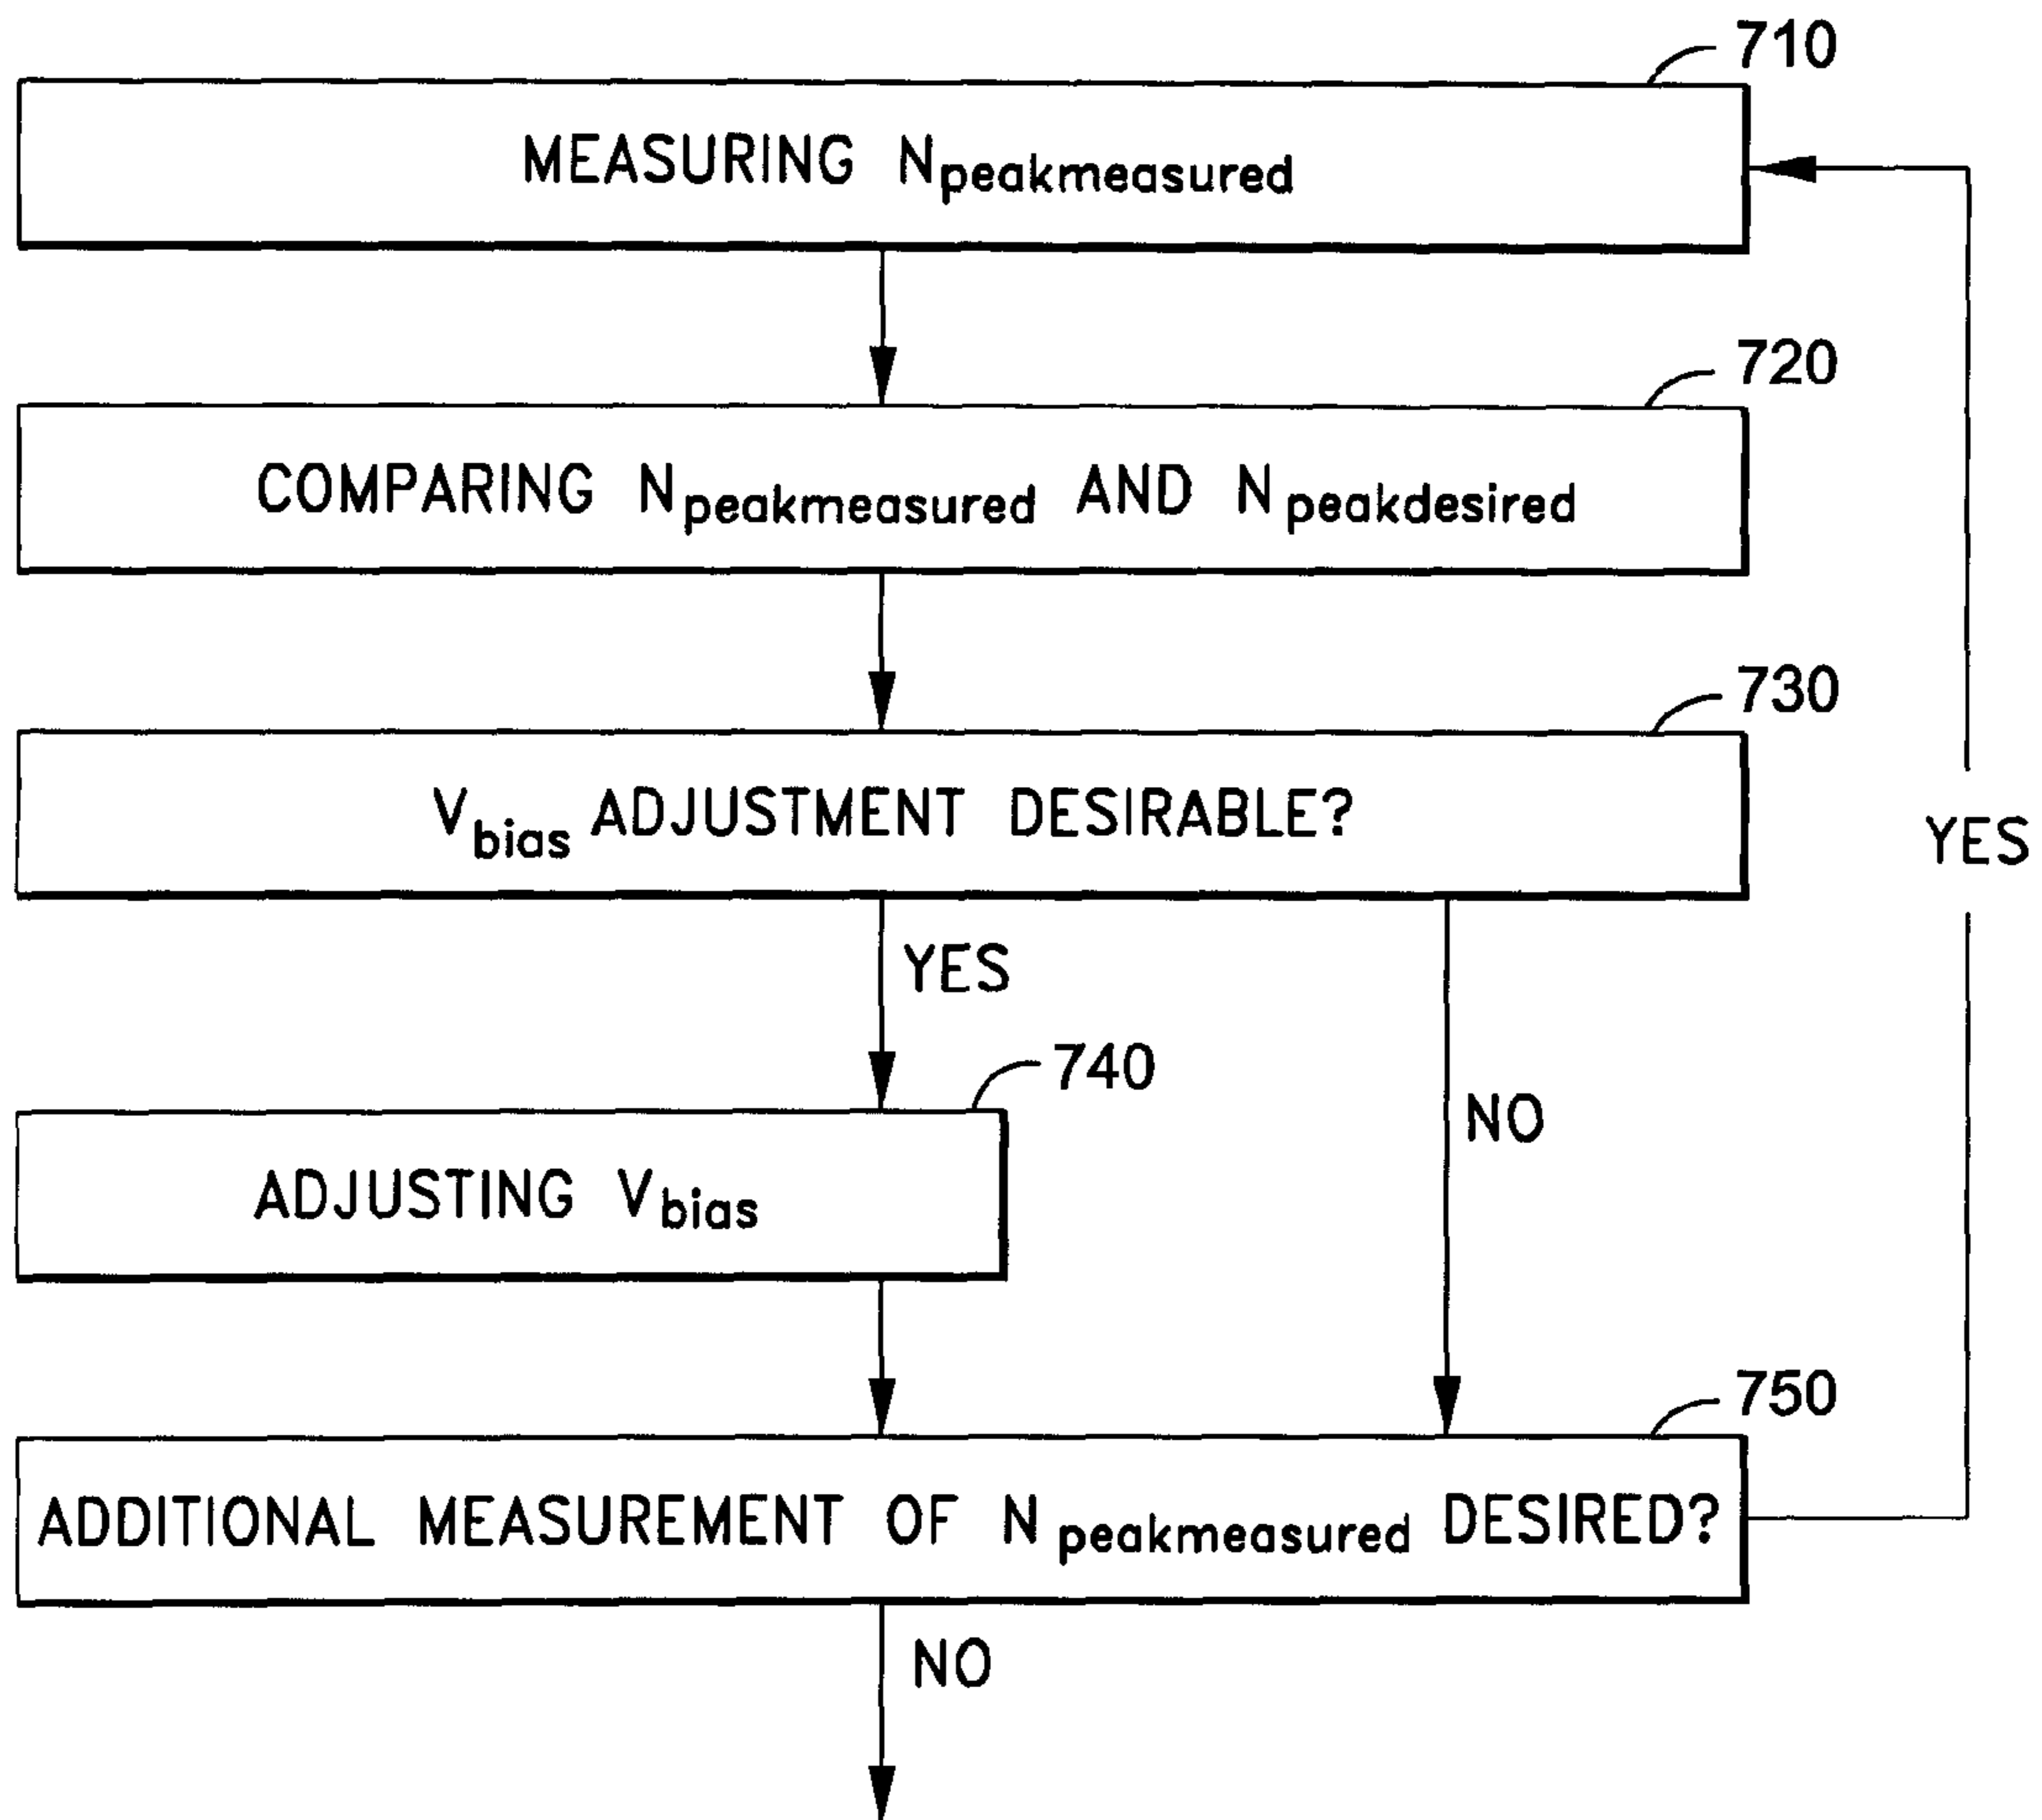 710
MEASURING Npeakmeasured
720
COMPARING Npeakmeasured AND Npeakdesired
730
Vbias ADJUSTMENT DESIRABLE?
YES
YES
740
NO
ADJUSTING Vbias
750
ADDITIONAL MEASUREMENT OF Npeakmeasured DESIRED?
NO